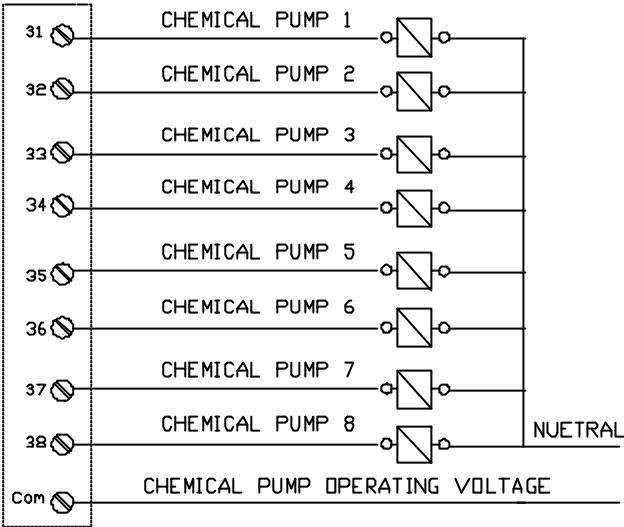 31 CHEMICAL PUMP 1
32 CHEMICAL PUMP 2
33 CHEMICAL PUMP 3
34 CHEMICAL PUMP 4
35 CHEMICAL PUMP 5
36 CHEMICAL PUMP 6
37 CHEMICAL PUMP 7
38 CHEMICAL PUMP 8
NUETRAL
Com CHEMICAL PUMP OPERATING VOLTAGE